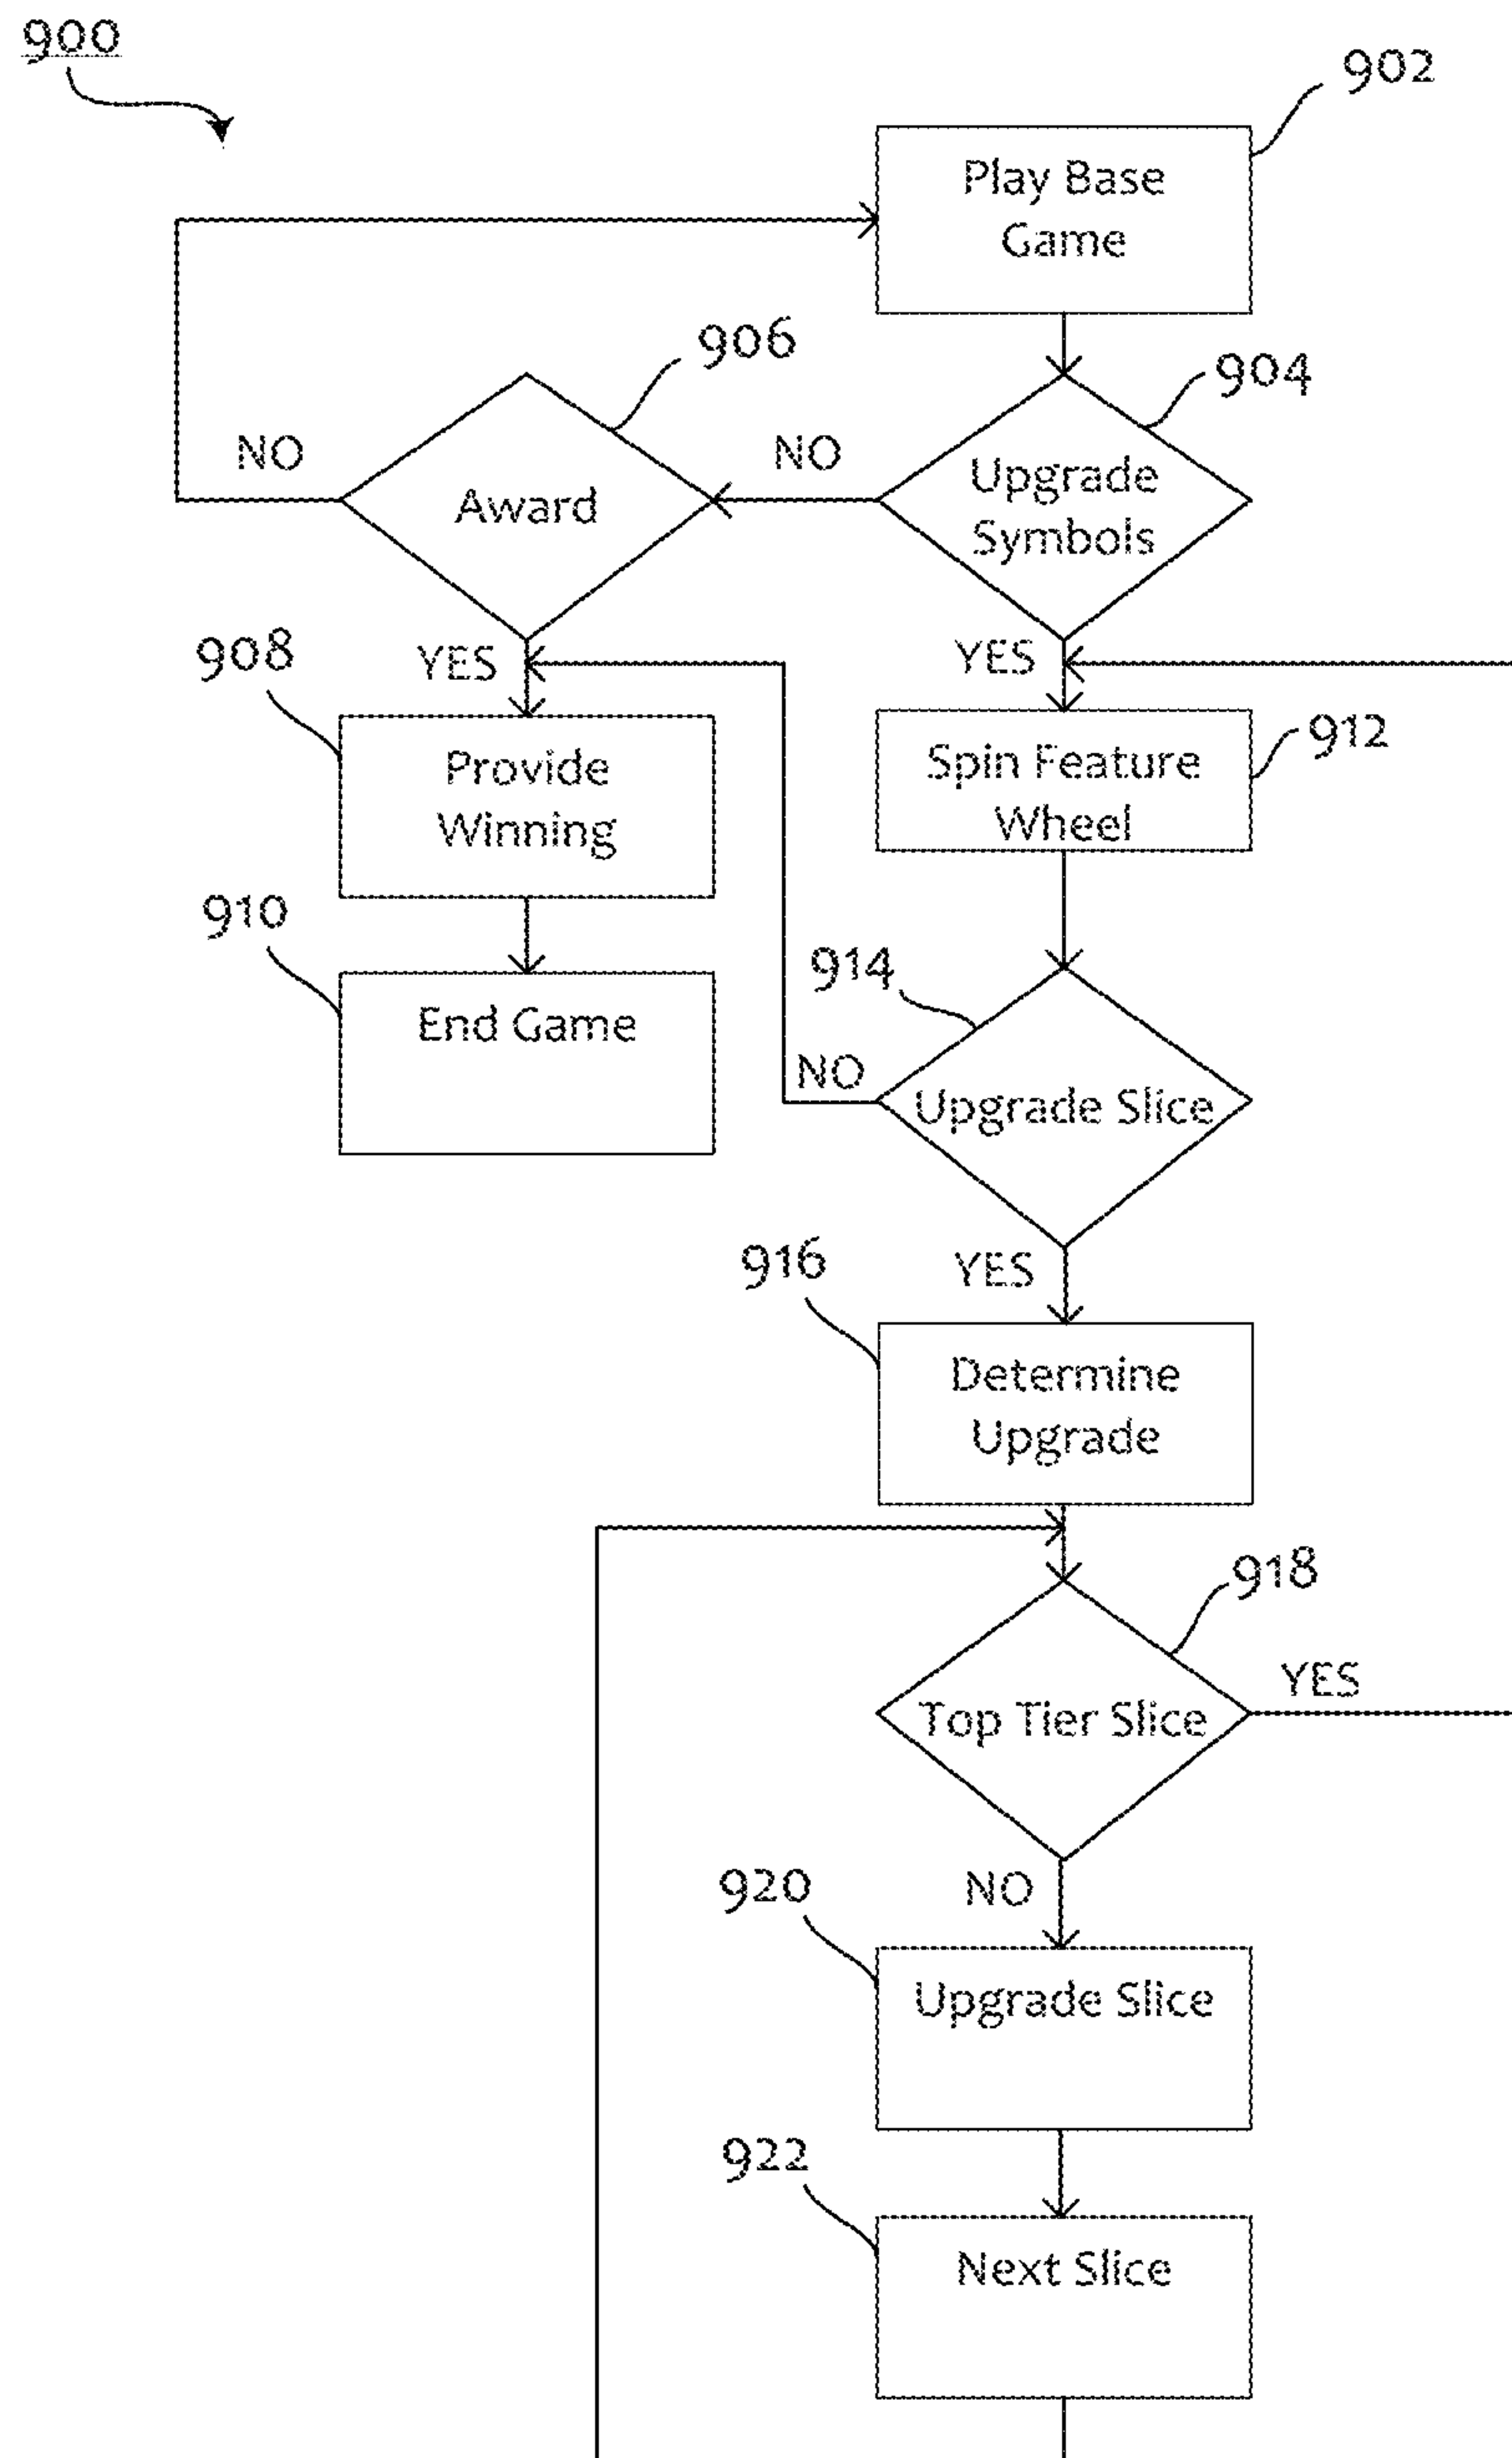 900
902
Play Base
Game
906
904
NO
NO
Award
Upgrade
Symbols
908
YES
YES
912
Provide
Winning
Spin Feature
Wheel
910
914
End Game
NO
Upgrade Slice
916
YES
Determine
Upgrade
918
YES
Top Tier Slice
920
NO
Upgrade Slice
922
Next Slice